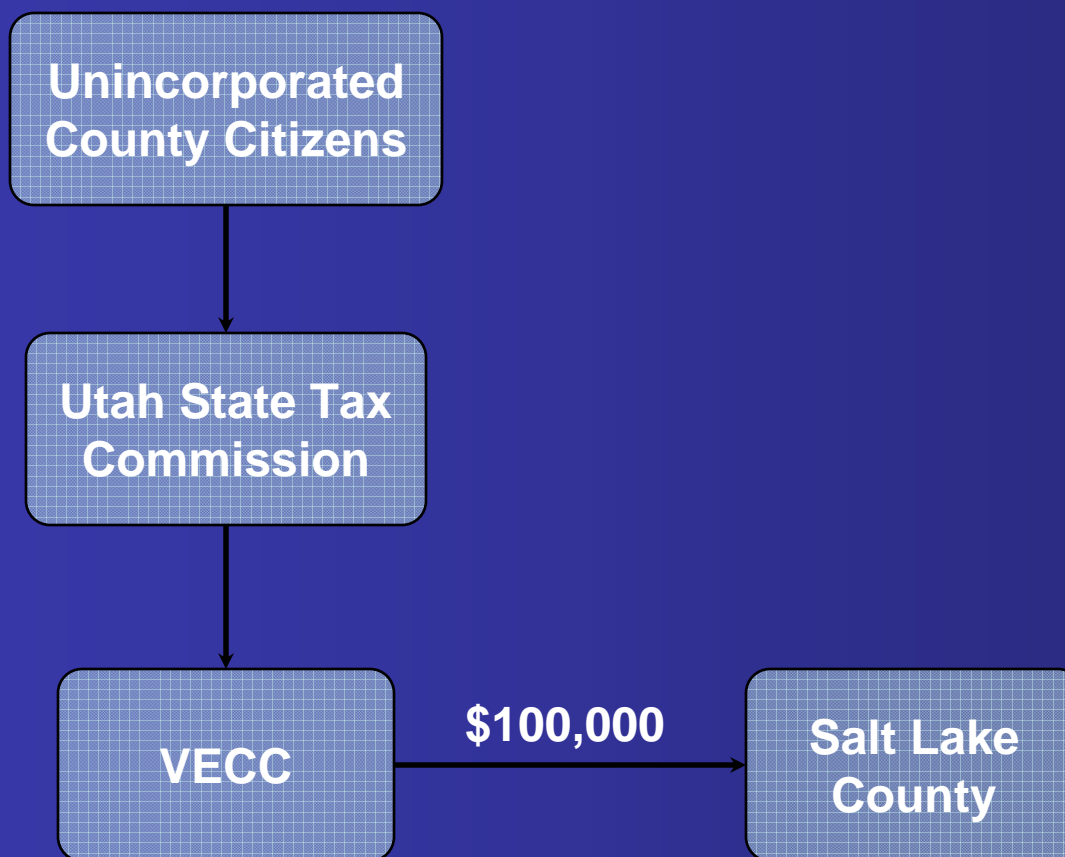 Unincorporated
County Citizens
Utah State Tax
Commission
VECC
$100,000
Salt Lake
County